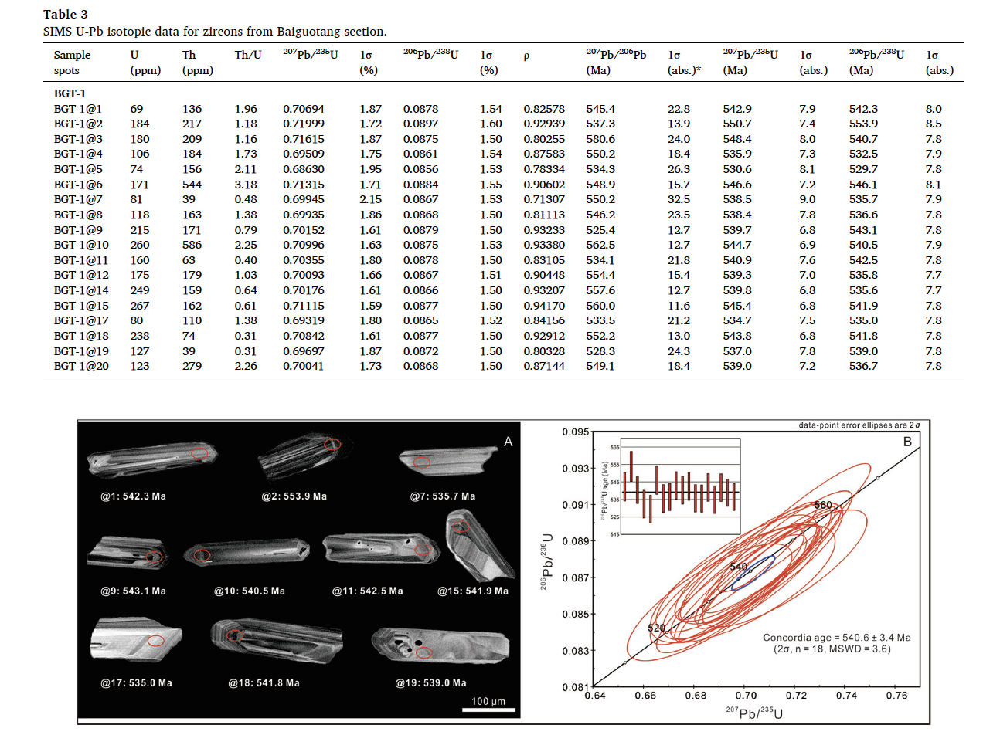 Table 3
SIMS U-Pb isotopic data for zircons from Baiguotang section.
Sample spots U (ppm) Th (ppm) Th/U 207Pb/235U 1σ (%) 206Pb/238U 1σ (%) ρ 207Pb/206Pb (Ma) 1σ (abs.)* 207Pb/235U (Ma) 1σ (abs.) 206Pb/238U (Ma) 1σ (abs.)
BGT-1
BGT-1@1 69 136 1.96 0.70694 1.87 0.0878 1.54 0.82578 545.4 22.8 542.9 7.9 542.3 8.0
BGT-1@2 184 217 1.18 0.71999 1.72 0.0897 1.60 0.92939 537.3 13.9 550.7 7.4 553.9 8.5
BGT-1@3 180 209 1.16 0.71615 1.87 0.0875 1.50 0.80255 580.6 24.0 548.4 8.0 540.7 7.8
BGT-1@4 106 184 1.73 0.69509 1.75 0.0861 1.54 0.87583 550.2 18.4 535.9 7.3 532.5 7.9
BGT-1@5 74 156 2.11 0.68630 1.95 0.0856 1.53 0.78334 534.3 26.3 530.6 8.1 529.7 7.8
BGT-1@6 171 544 3.18 0.71315 1.71 0.0884 1.55 0.90602 548.9 15.7 546.6 7.2 546.1 8.1
BGT-1@7 81 39 0.48 0.69945 2.15 0.0867 1.53 0.71307 550.2 32.5 538.5 9.0 535.7 7.9
BGT-1@8 118 163 1.38 0.69935 1.86 0.0868 1.50 0.81113 546.2 23.5 538.4 7.8 536.6 7.8
BGT-1@9 215 171 0.79 0.70152 1.61 0.0879 1.50 0.93233 525.4 12.7 539.7 6.8 543.1 7.8
BGT-1@10 260 586 2.25 0.70996 1.63 0.0875 1.53 0.93380 562.5 12.7 544.7 6.9 540.5 7.9
BGT-1@11 160 63 0.40 0.70355 1.80 0.0878 1.50 0.83105 534.1 21.8 540.9 7.6 542.5 7.8
BGT-1@12 175 179 1.03 0.70093 1.66 0.0867 1.51 0.90448 554.4 15.4 539.3 7.0 535.8 7.7
BGT-1@14 249 159 0.64 0.70176 1.61 0.0866 1.50 0.93207 557.6 12.7 539.8 6.8 535.6 7.7
BGT-1@15 267 162 0.61 0.71115 1.59 0.0877 1.50 0.94170 560.0 11.6 545.4 6.8 541.9 7.8
BGT-1@17 80 110 1.38 0.69319 1.80 0.0865 1.52 0.84156 533.5 21.2 534.7 7.5 535.0 7.8
BGT-1@18 238 74 0.31 0.70842 1.61 0.0877 1.50 0.92912 552.2 13.0 543.8 6.8 541.8 7.8
BGT-1@19 127 39 0.31 0.69697 1.87 0.0872 1.50 0.80328 528.3 24.3 537.0 7.8 539.0 7.8
BGT-1@20 123 279 2.26 0.70041 1.73 0.0868 1.50 0.87144 549.1 18.4 539.0 7.2 536.7 7.8
A
@1: 542.3 Ma @2: 553.9 Ma @7: 535.7 Ma
@9: 543.1 Ma @10: 540.5 Ma @11: 542.5 Ma @15: 541.9 Ma
@17: 535.0 Ma @18: 541.8 Ma @19: 539.0 Ma
100 µm
data-point error ellipses are 2σ
B
0.095
0.093
0.091
0.089
0.087
0.085
0.083
0.081
206Pb/238U
565
555
545
535
525
515
206Pb/238U age (Ma)
560
540
520
Concordia age = 540.6 ± 3.4 Ma
(2σ, n = 18, MSWD = 3.6)
0.64 0.66 0.68 0.70 0.72 0.74 0.76
207Pb/235U